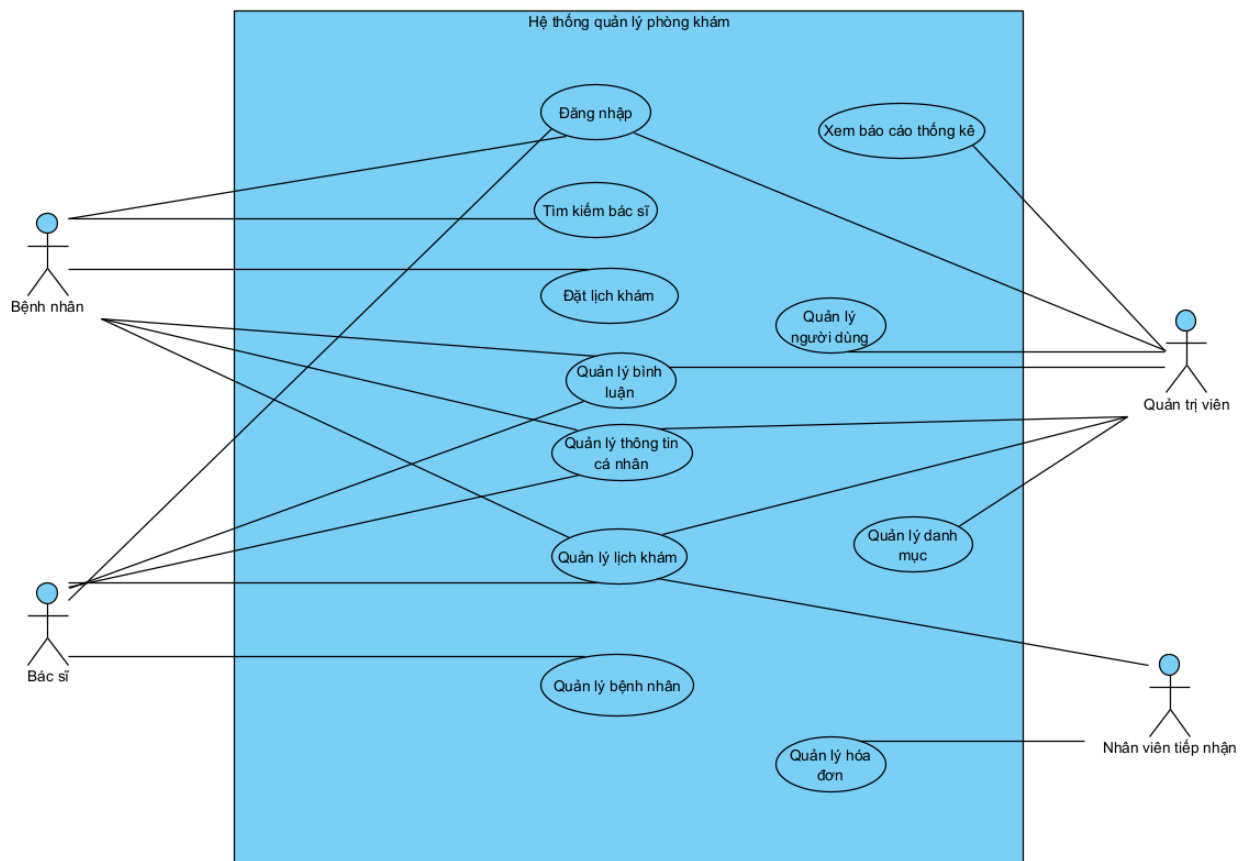 Hệ thống quản lý phòng khám
Đăng nhập
Xem báo cáo thống kê
Tìm kiếm bác sĩ
Bệnh nhân
Đặt lịch khám
Quản lý
người dùng
Quản lý bình
luận
Quản trị viên
Quản lý thông tin
cá nhân
Quản lý danh
mục
Quản lý lịch khám
Bác sĩ
Quản lý bệnh nhân
Nhân viên tiếp nhận
Quản lý hóa
đơn